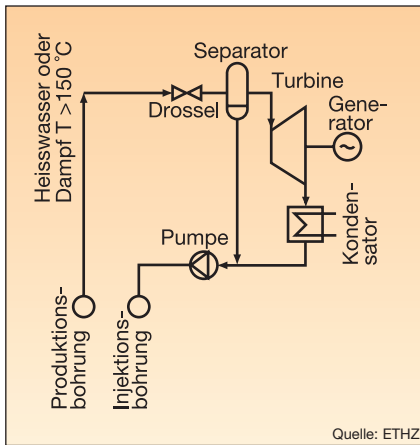 Separator
Turbine
Heisswasser oder
Dampf T >150 °C
Drossel
Gene-
rator
~
Konden-
sator
Pumpe
Produktions-
bohrung
Injektions-
bohrung
Quelle: ETHZ